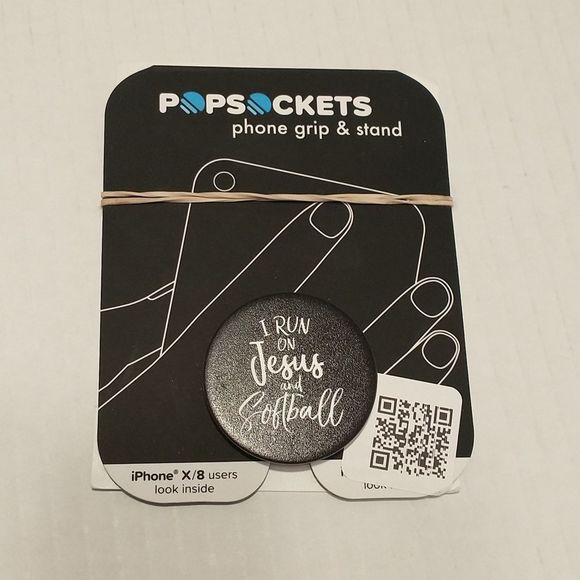 POPSOCKETS
phone grip & stand
I RUN
ON
Jesus
and
Softball
iPhone® X/8 users
look inside